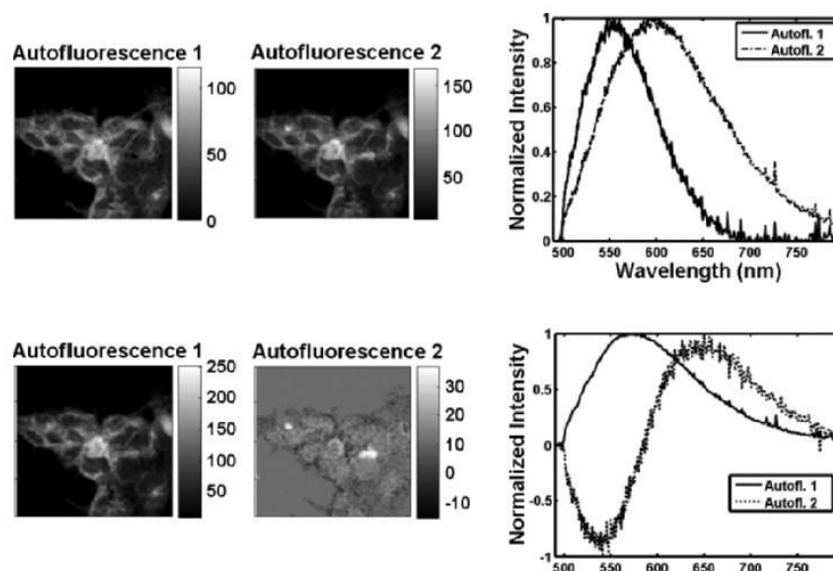 Autofluorescence 1
100
50
0
Autofluorescence 2
150
100
50
Normalized Intensity
1
0.8
0.6
0.4
0.2
0
500 550 600 650 700 750
Wavelength (nm)
Autofl. 1
Autofl. 2
Autofluorescence 1
250
200
150
100
50
Autofluorescence 2
30
20
10
0
-10
Normalized Intensity
1
0.5
0
-0.5
-1
500 550 600 650 700 750
Autofl. 1
Autofl. 2